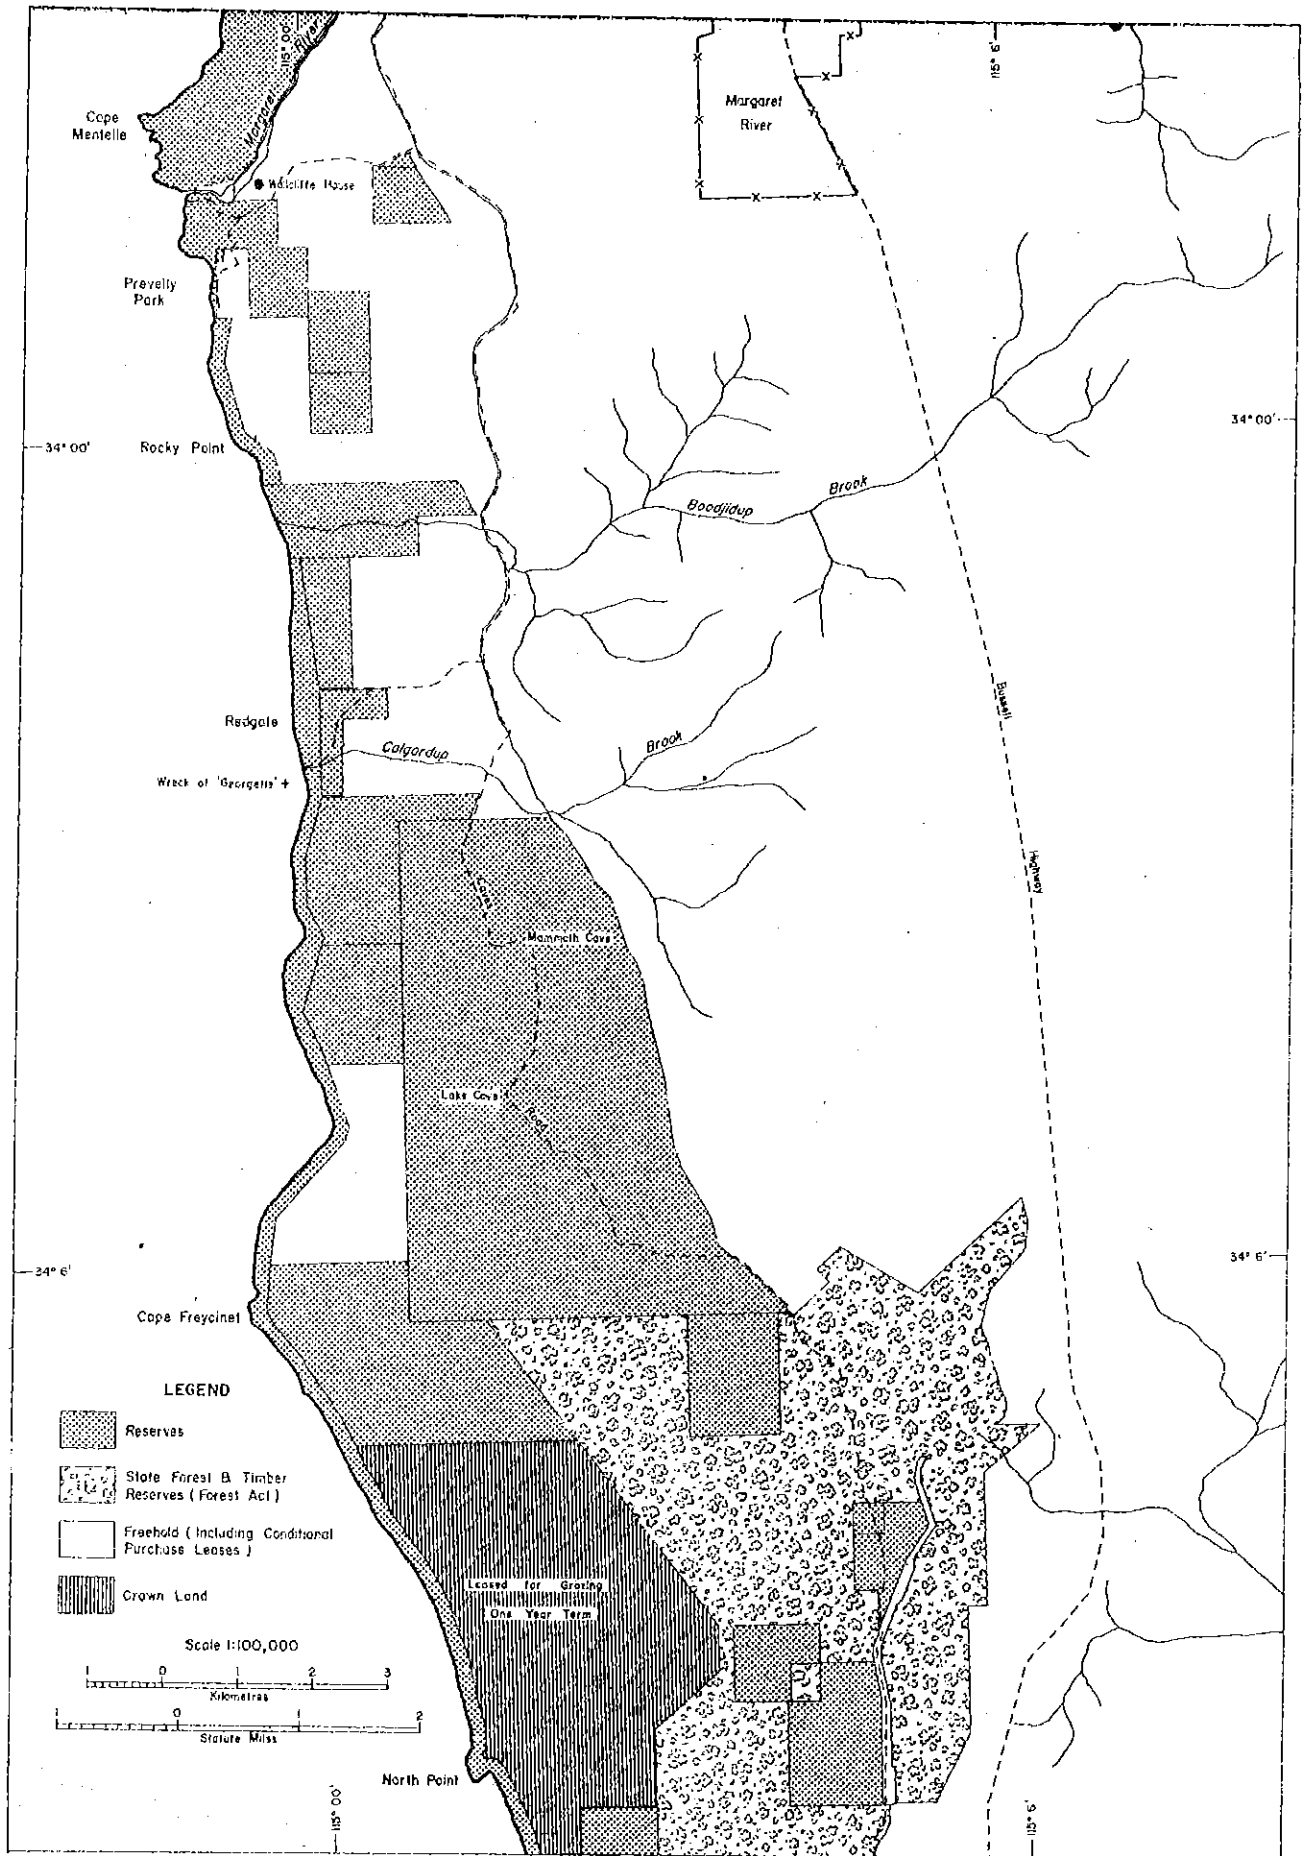 115° 00'
Margaret River
115° 6'
Cape
Mentelle
Margaret
River
Wallcliffe House
Prevelly
Park
34° 00'
Rocky Point
34° 00'
Boodjidup
Brook
Redgate
Calgardup
Brook
Bussell
Wreck of 'Georgette' +
Highway
Caves
Mammoth Cave
Lake Cave
Road
34° 6'
34° 6'
Cape Freycinet
LEGEND
Reserves
State Forest & Timber
Reserves ( Forest Act )
Freehold ( Including Conditional
Purchase Leases )
Crown Land
Leased for Grazing
One Year Term
Scale 1:100,000
1 0 1 2 3
Kilometres
1 0 1 2
Statute Miles
North Point
115° 00'
115° 6'